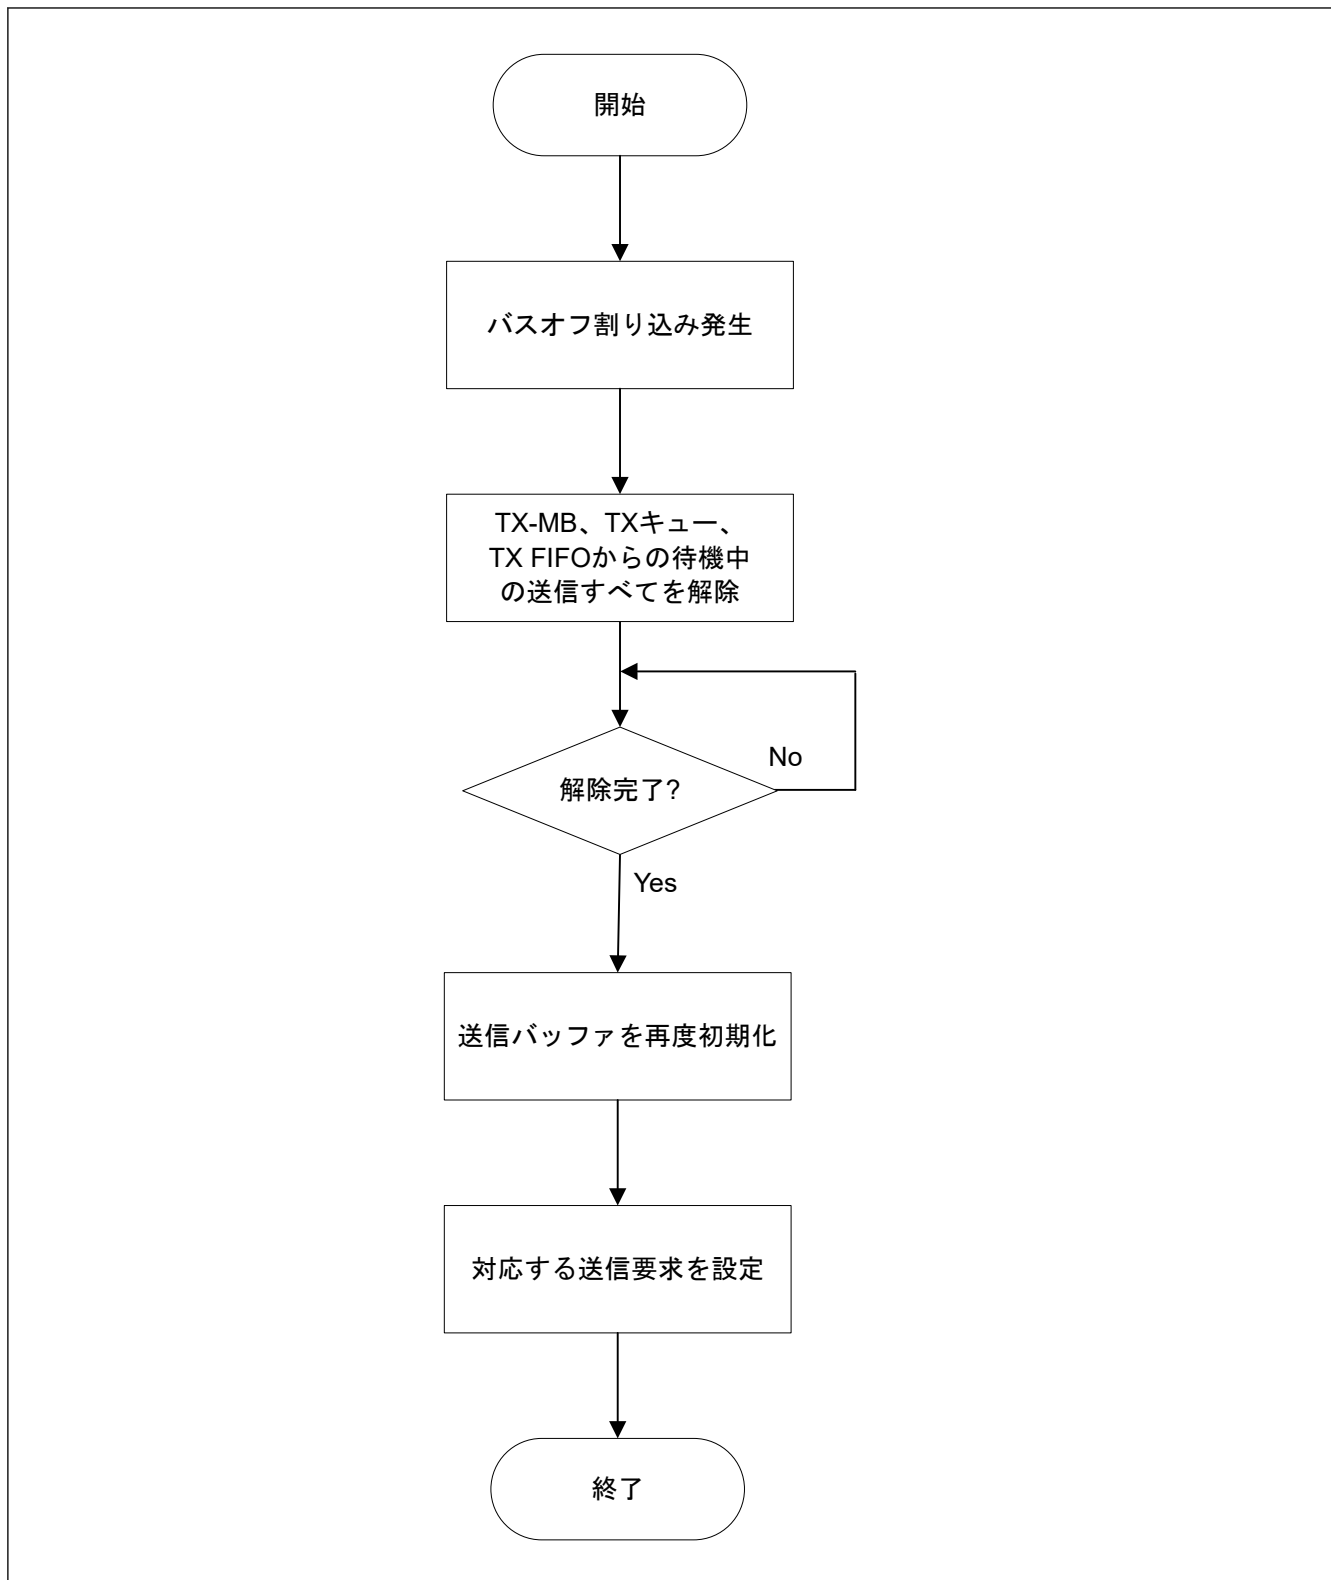 開始
バスオフ割り込み発生
TX-MB、TXキュー、
TX FIFOからの待機中
の送信すべてを解除
No
解除完了?
Yes
送信バッファを再度初期化
対応する送信要求を設定
終了